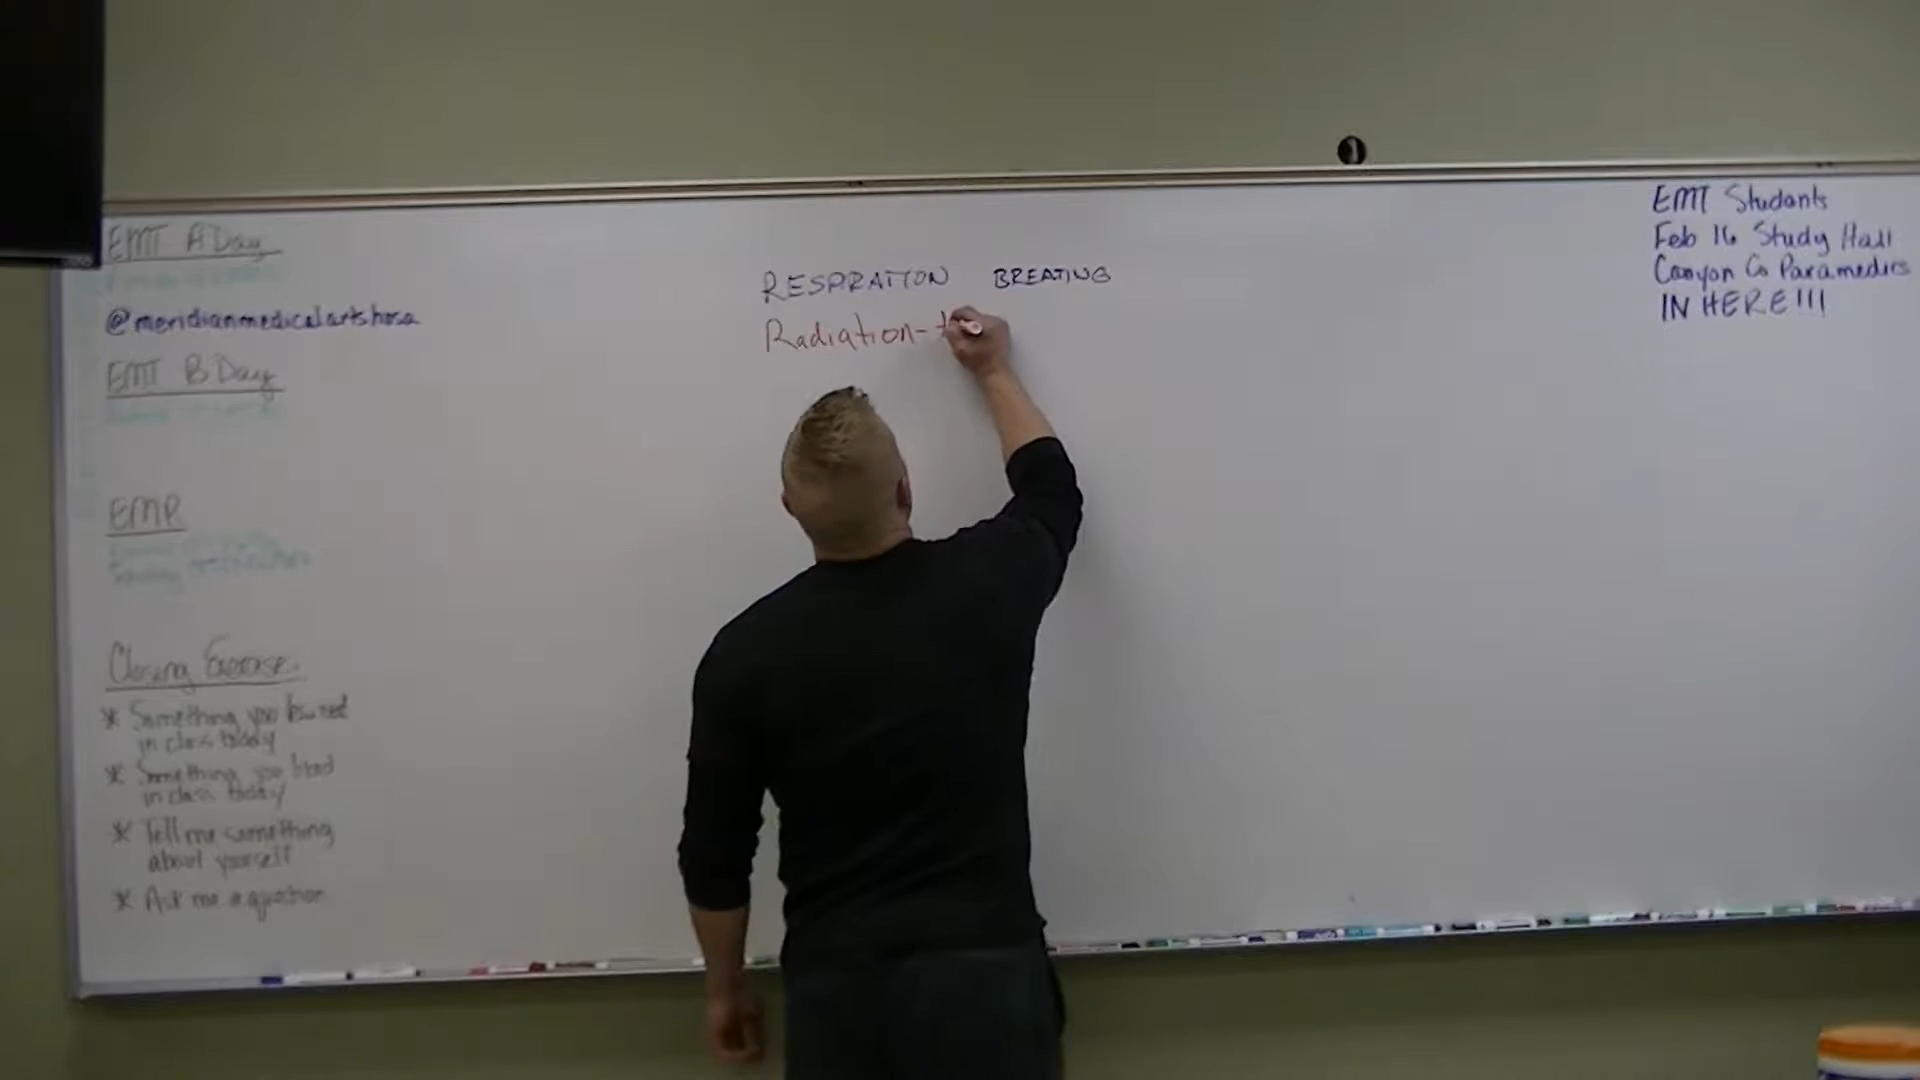 EMT A Day
@meridianmedicalartshosa
EMT B Day
EMR
Closing Exercise
* Something you learned
in class today
* Something you liked
in class today
* Tell me something
about yourself
* Ask me a question
RESPIRATION BREATING
Radiation-
EMT Students
Feb 16 Study Hall
Canyon Co Paramedics
IN HERE!!!